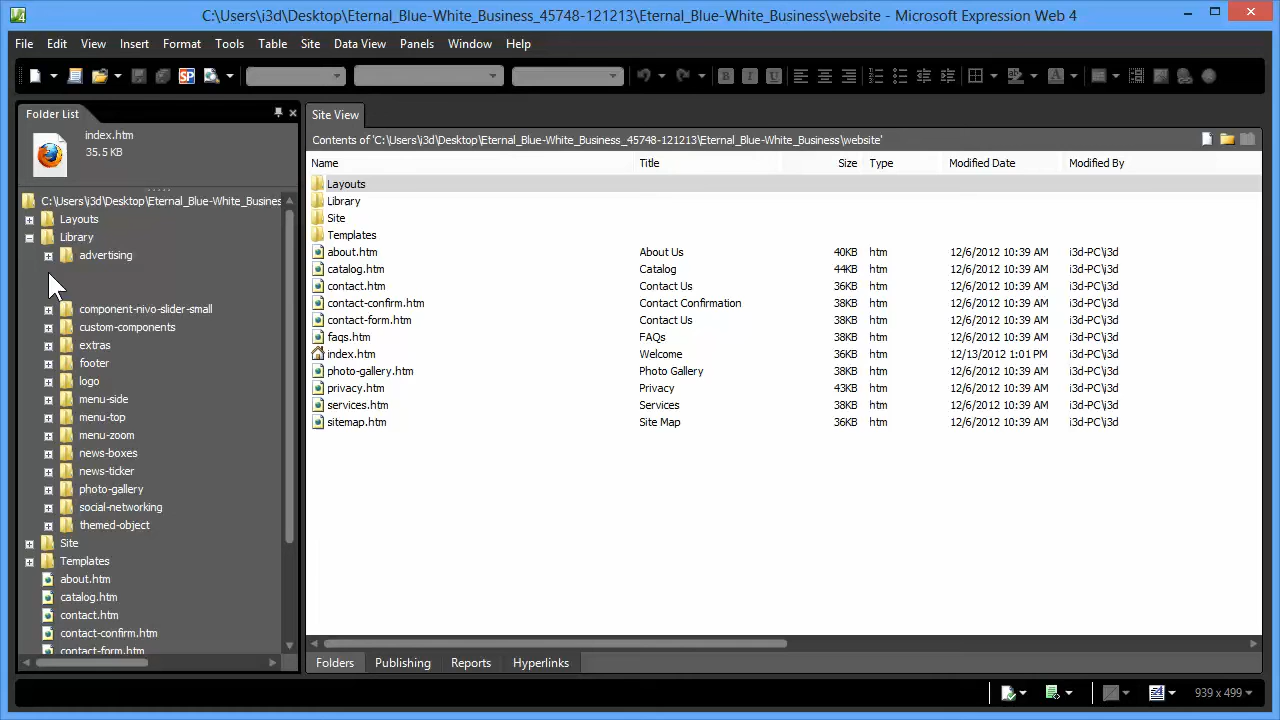 C:\Users\i3d\Desktop\Eternal_Blue-White_Business_45748-121213\Eternal_Blue-White_Business\website - Microsoft Expression Web 4
File Edit View Insert Format Tools Table Site Data View Panels Window Help
SP B I U A
Folder List
index.htm
35.5 KB
C:\Users\i3d\Desktop\Eternal_Blue-White_Busines
Layouts
Library
advertising
component-nivo-slider-small
custom-components
extras
footer
logo
menu-side
menu-top
menu-zoom
news-boxes
news-ticker
photo-gallery
social-networking
themed-object
Site
Templates
about.htm
catalog.htm
contact.htm
contact-confirm.htm
contact-form.htm
Site View
Contents of 'C:\Users\i3d\Desktop\Eternal_Blue-White_Business_45748-121213\Eternal_Blue-White_Business\website'
Name Title Size Type Modified Date Modified By
Layouts
Library
Site
Templates
about.htm About Us 40KB htm 12/6/2012 10:39 AM i3d-PC\i3d
catalog.htm Catalog 44KB htm 12/6/2012 10:39 AM i3d-PC\i3d
contact.htm Contact Us 36KB htm 12/6/2012 10:39 AM i3d-PC\i3d
contact-confirm.htm Contact Confirmation 38KB htm 12/6/2012 10:39 AM i3d-PC\i3d
contact-form.htm Contact Us 38KB htm 12/6/2012 10:39 AM i3d-PC\i3d
faqs.htm FAQs 38KB htm 12/6/2012 10:39 AM i3d-PC\i3d
index.htm Welcome 36KB htm 12/13/2012 1:01 PM i3d-PC\i3d
photo-gallery.htm Photo Gallery 38KB htm 12/6/2012 10:39 AM i3d-PC\i3d
privacy.htm Privacy 43KB htm 12/6/2012 10:39 AM i3d-PC\i3d
services.htm Services 38KB htm 12/6/2012 10:39 AM i3d-PC\i3d
sitemap.htm Site Map 36KB htm 12/6/2012 10:39 AM i3d-PC\i3d
Folders Publishing Reports Hyperlinks
939 x 499